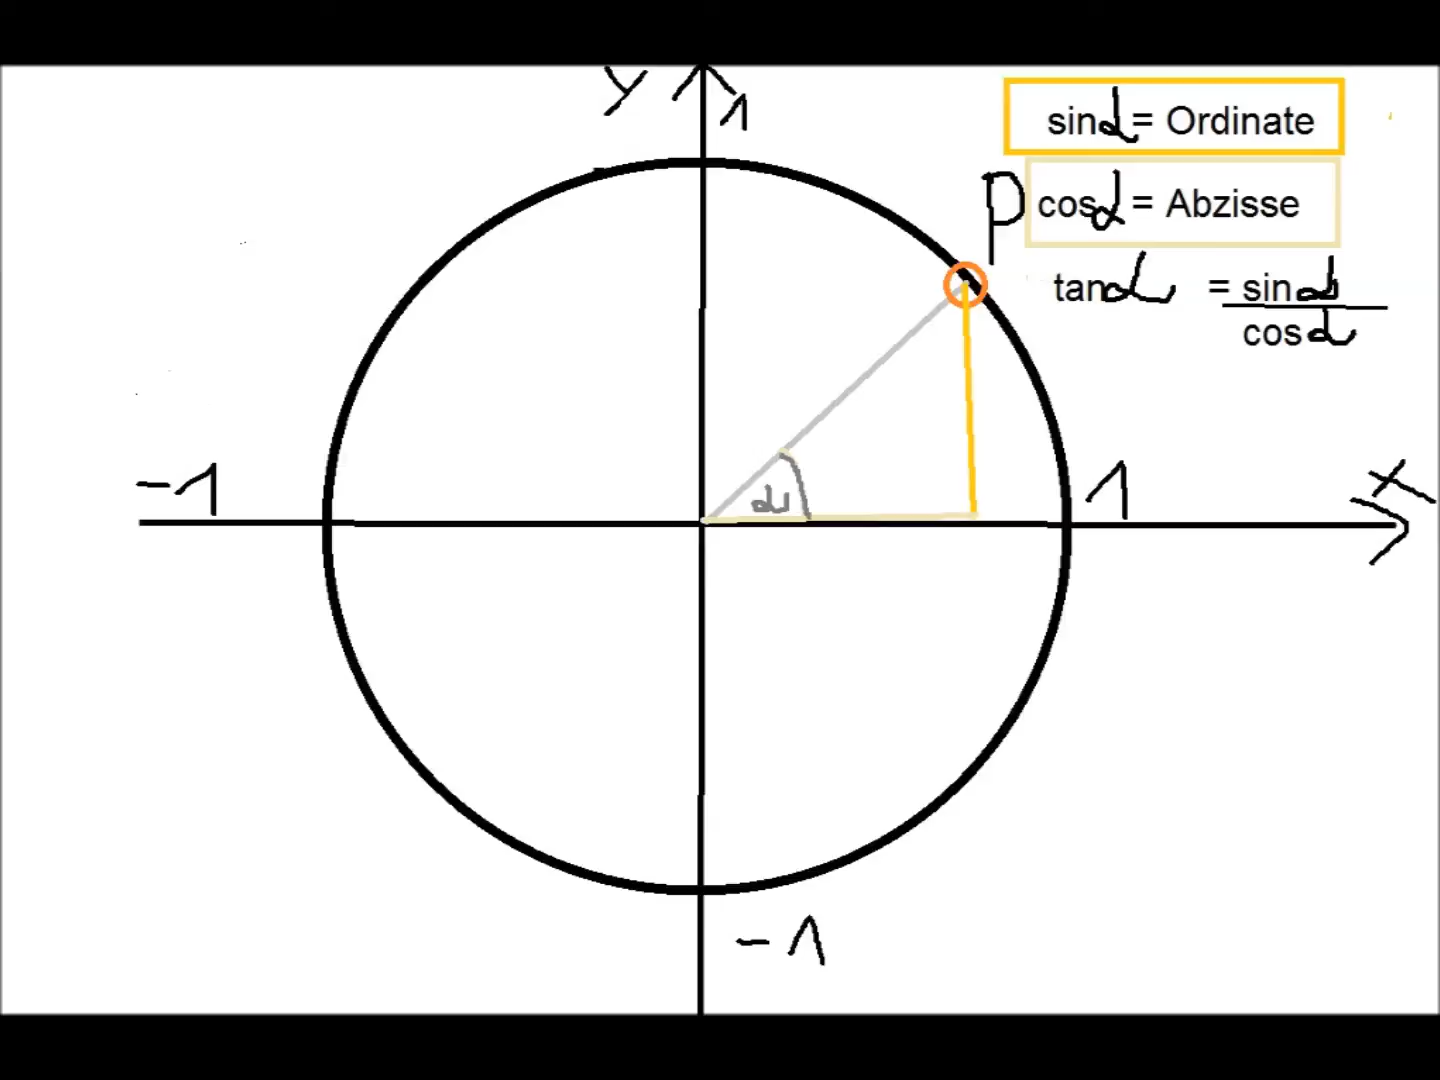 y
1
sinα= Ordinate
P
cosα= Abzisse
tanα = sinα
cosα
-1
α
1
x
-1